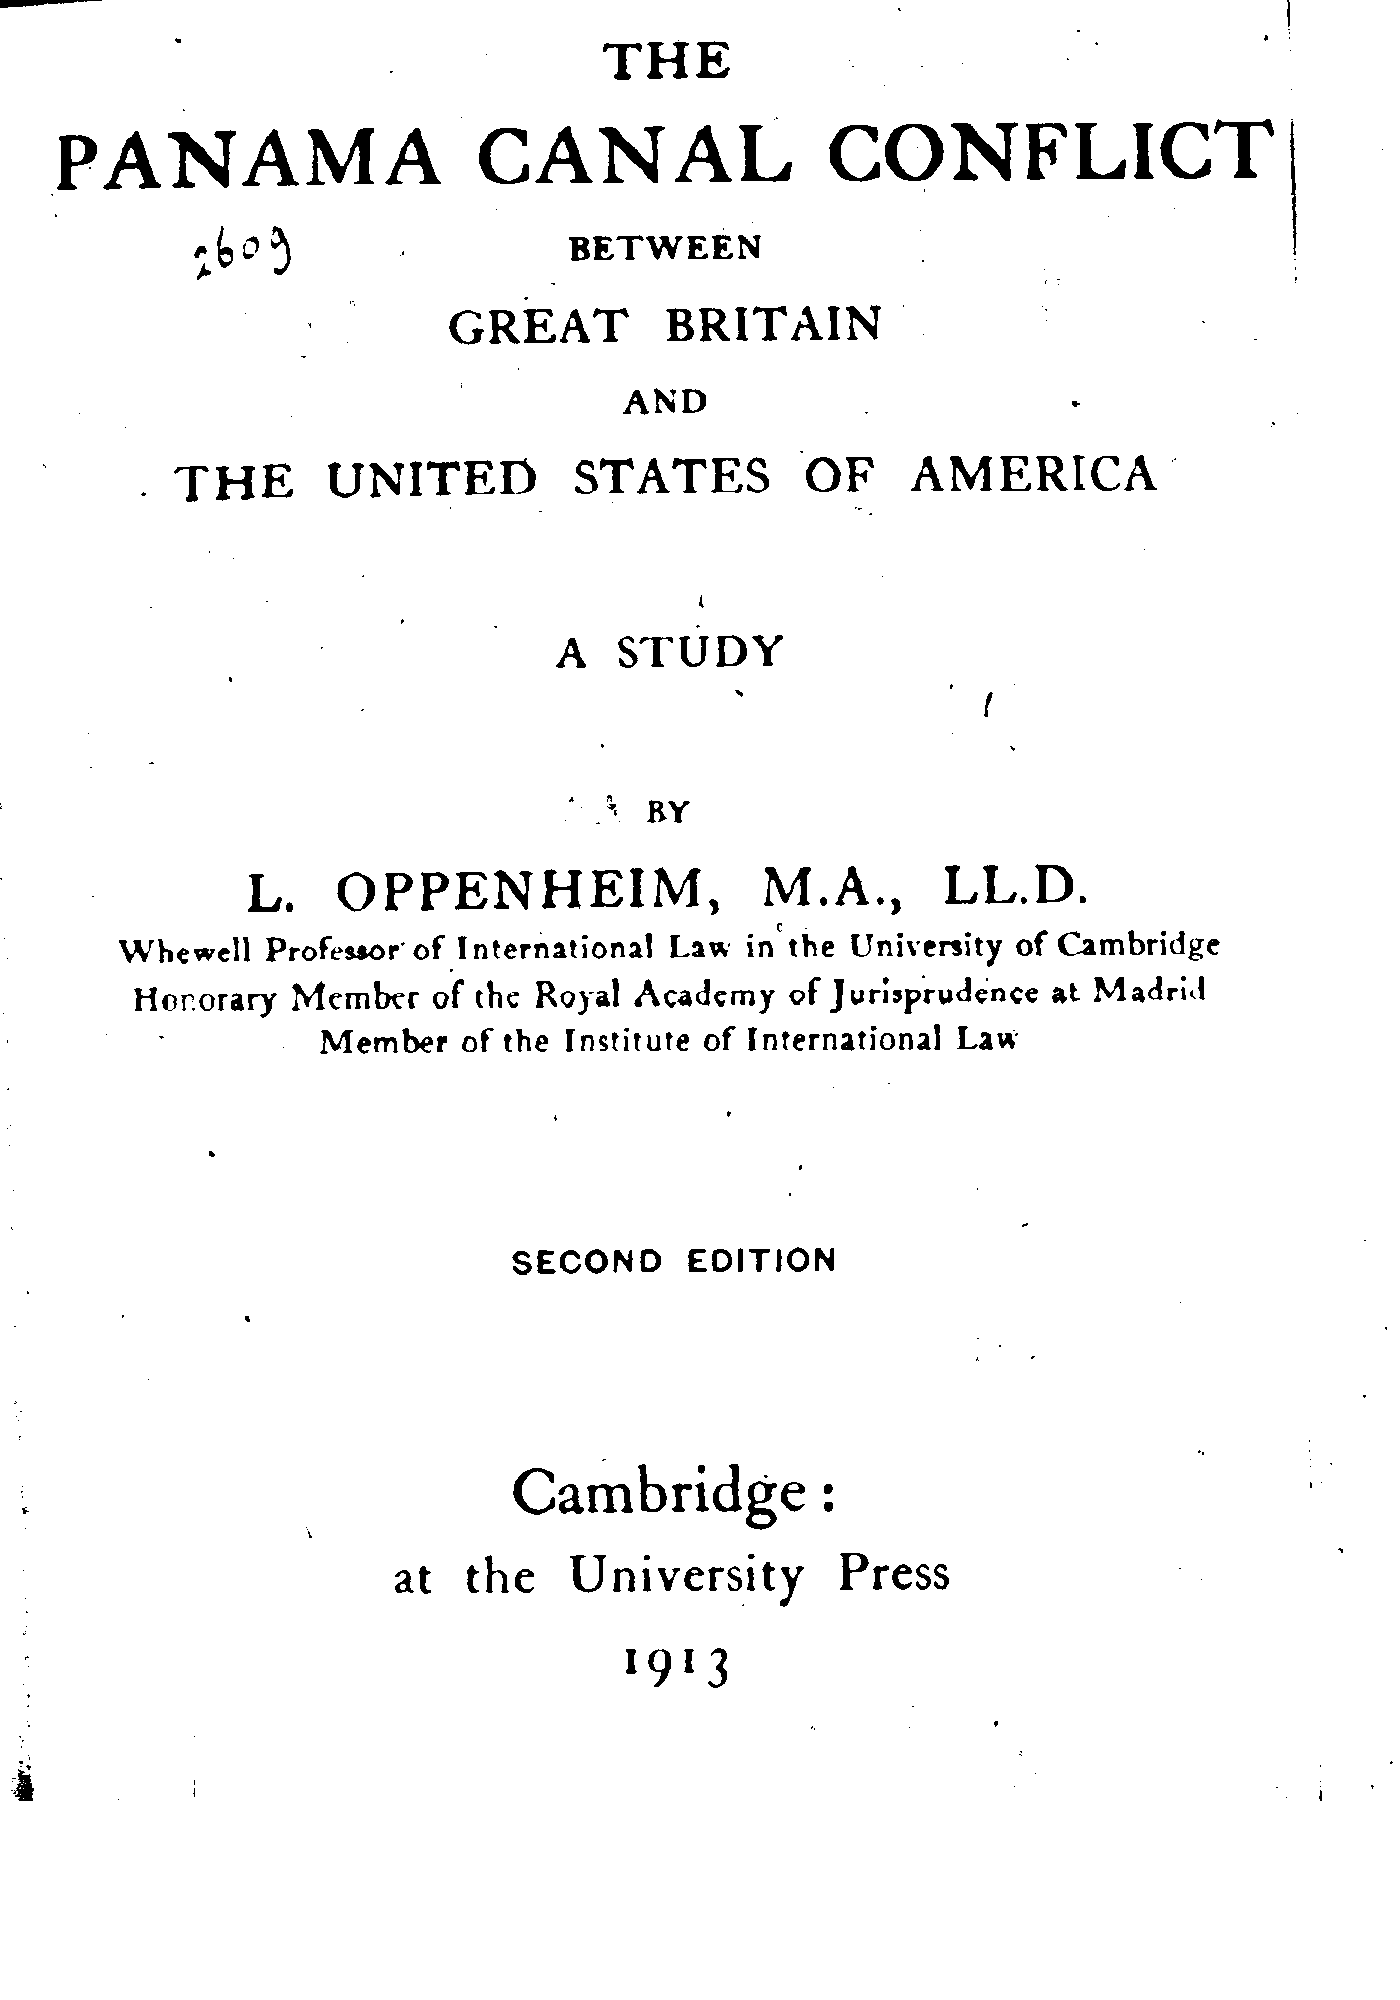 THE
PANAMA CANAL CONFLICT
2609
BETWEEN
GREAT BRITAIN
AND
THE UNITED STATES OF AMERICA
A STUDY
BY
L. OPPENHEIM, M.A., LL.D.
Whewell Professor of International Law in the University of Cambridge
Honorary Member of the Royal Academy of Jurisprudence at Madrid
Member of the Institute of International Law
SECOND EDITION
Cambridge:
at the University Press
1913